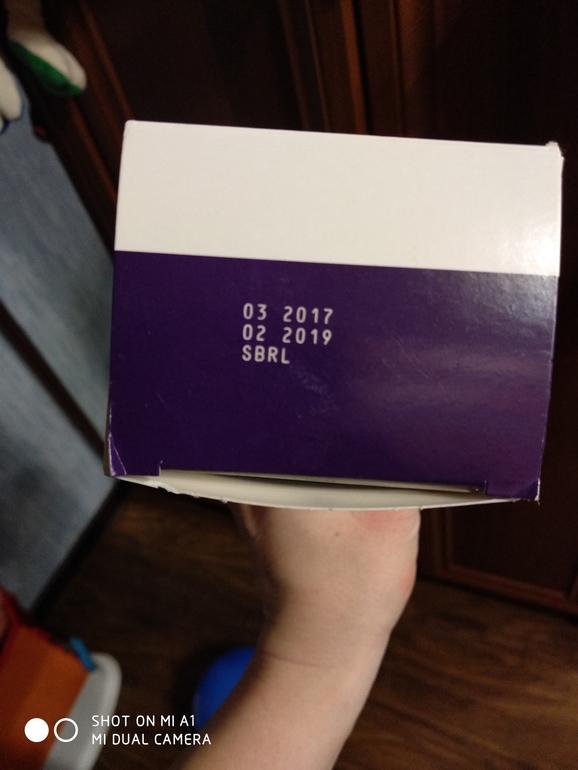 03 2017
02 2019
SBRL
SHOT ON MI A1
MI DUAL CAMERA